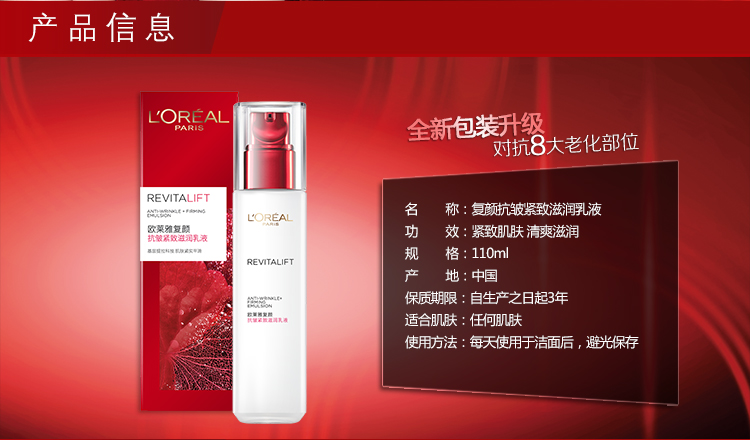 产品信息
L'ORÉAL
PARIS
REVITALIFT
ANTI-WRINKLE + FIRMING
EMULSION
欧莱雅复颜
抗皱紧致滋润乳液
L'ORÉAL
PARIS
REVITALIFT
ANTI-WRINKLE+
FIRMING
EMULSION
欧莱雅复颜
抗皱紧致滋润乳液
全新包装升级
对抗8大老化部位
名 称：复颜抗皱紧致滋润乳液
功 效：紧致肌肤 清爽滋润
规 格：110ml
产 地：中国
保质期限：自生产之日起3年
适合肌肤：任何肌肤
使用方法：每天使用于洁面后，避光保存